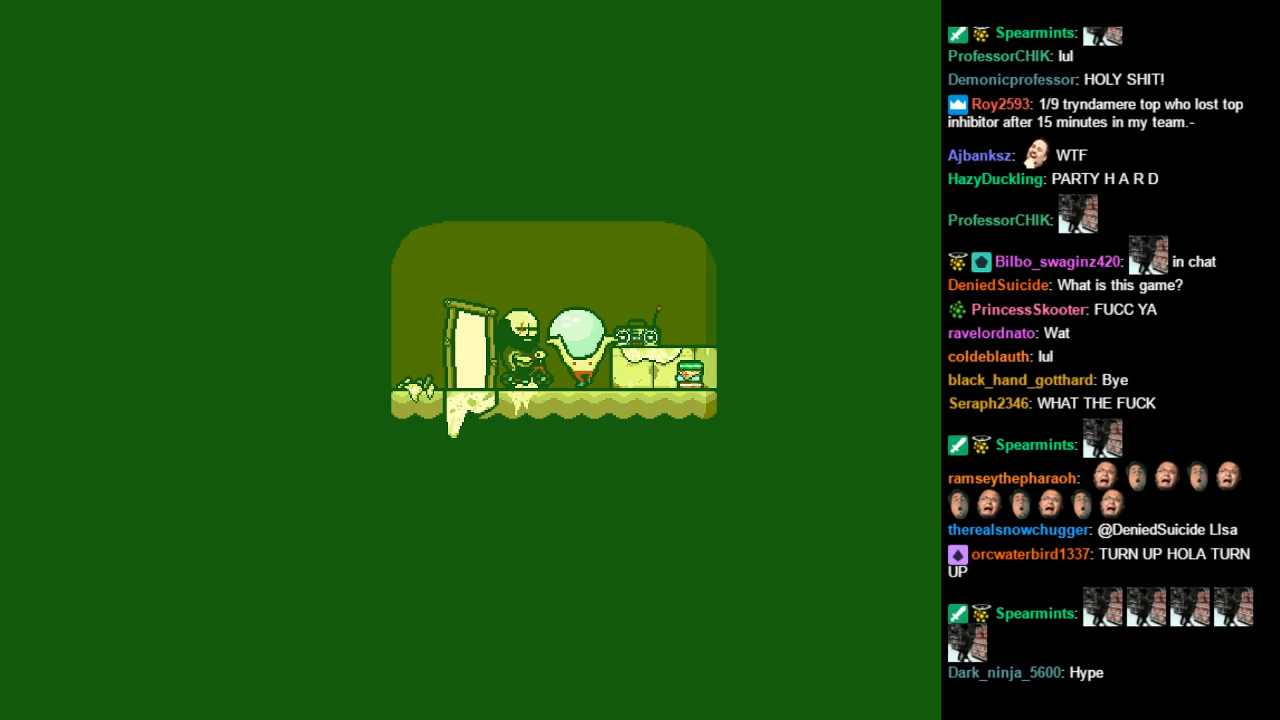 Spearmints:
ProfessorCHIK: lul
Demonicprofessor: HOLY SHIT!
Roy2593: 1/9 tryndamere top who lost top
inhibitor after 15 minutes in my team.-
Ajbanksz: WTF
HazyDuckling: PARTY H A R D
ProfessorCHIK:
Bilbo_swaginz420: in chat
DeniedSuicide: What is this game?
PrincessSkooter: FUCC YA
ravelordnato: Wat
coldeblauth: lul
black_hand_gotthard: Bye
Seraph2346: WHAT THE FUCK
Spearmints:
ramseythepharaoh:
therealsnowchugger: @DeniedSuicide LIsa
orcwaterbird1337: TURN UP HOLA TURN
UP
Spearmints:
Dark_ninja_5600: Hype